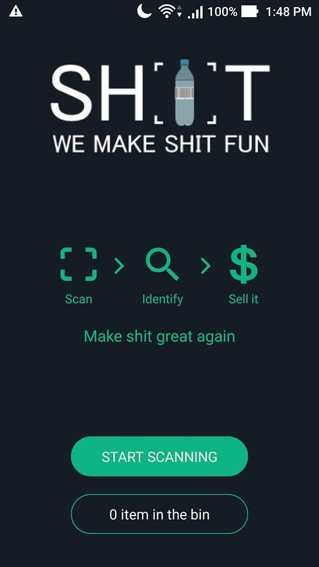 100% 1:48 PM
SH T
WE MAKE SHIT FUN
Scan Identify Sell it
Make shit great again
START SCANNING
0 item in the bin